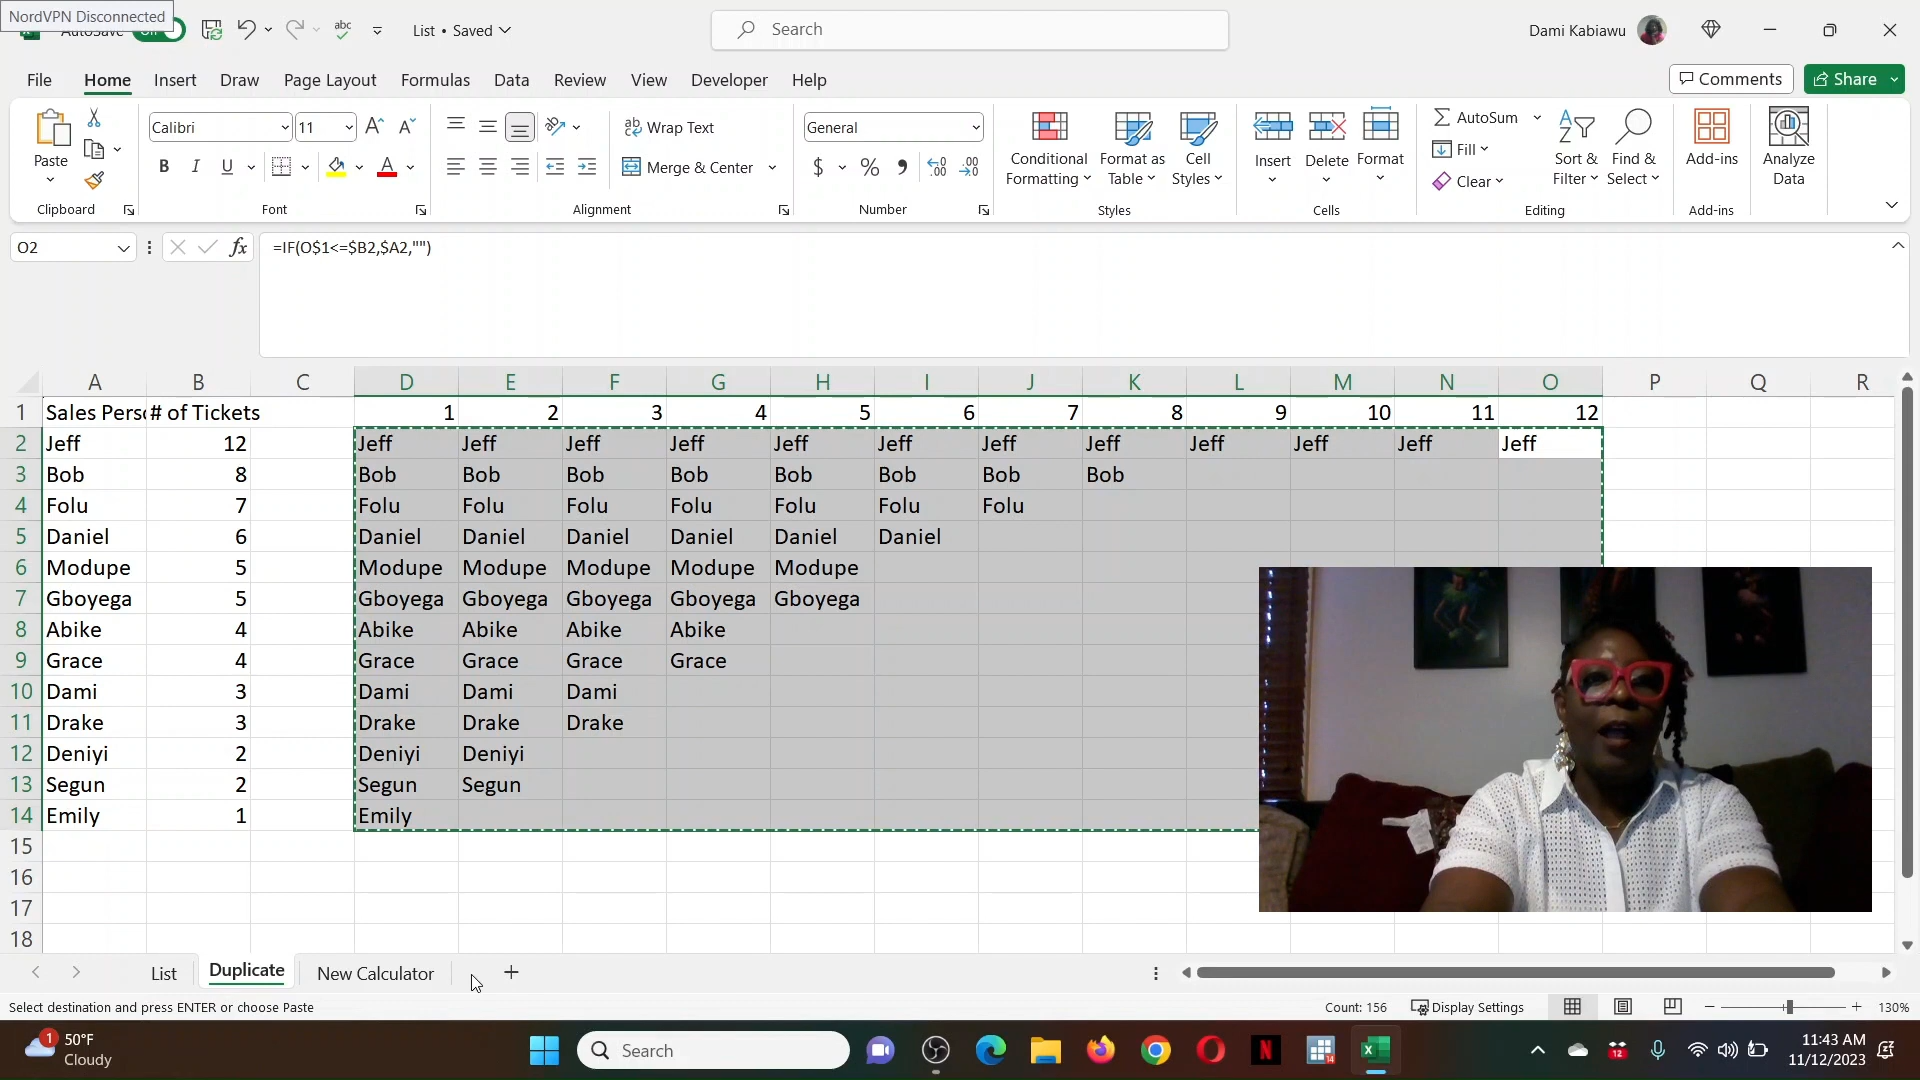 NordVPN Disconnected
AutoSave
List • Saved
Search
Dami Kabiawu
File Home Insert Draw Page Layout Formulas Data Review View Developer Help
Comments Share
Paste
Clipboard
Calibri 11
B I U
A
Font
Wrap Text
Merge & Center
Alignment
General
$ %
Number
Conditional Formatting
Format as Table
Cell Styles
Styles
Insert Delete Format
Cells
AutoSum
Fill
Clear
Sort & Filter
Find & Select
Editing
Add-ins
Add-ins
Analyze Data
O2 fx =IF(O$1<=$B2,$A2,"")
A B C D E F G H I J K L M N O P Q R
1 Sales Pers # of Tickets 1 2 3 4 5 6 7 8 9 10 11 12
2 Jeff 12 Jeff Jeff Jeff Jeff Jeff Jeff Jeff Jeff Jeff Jeff Jeff Jeff
3 Bob 8 Bob Bob Bob Bob Bob Bob Bob Bob
4 Folu 7 Folu Folu Folu Folu Folu Folu Folu
5 Daniel 6 Daniel Daniel Daniel Daniel Daniel Daniel
6 Modupe 5 Modupe Modupe Modupe Modupe Modupe
7 Gboyega 5 Gboyega Gboyega Gboyega Gboyega Gboyega
8 Abike 4 Abike Abike Abike Abike
9 Grace 4 Grace Grace Grace Grace
10 Dami 3 Dami Dami Dami
11 Drake 3 Drake Drake Drake
12 Deniyi 2 Deniyi Deniyi
13 Segun 2 Segun Segun
14 Emily 1 Emily
15
16
17
18
List Duplicate New Calculator
Select destination and press ENTER or choose Paste
Count: 156 Display Settings 130%
1 50°F
Cloudy
Search
12
11:43 AM
11/12/2023